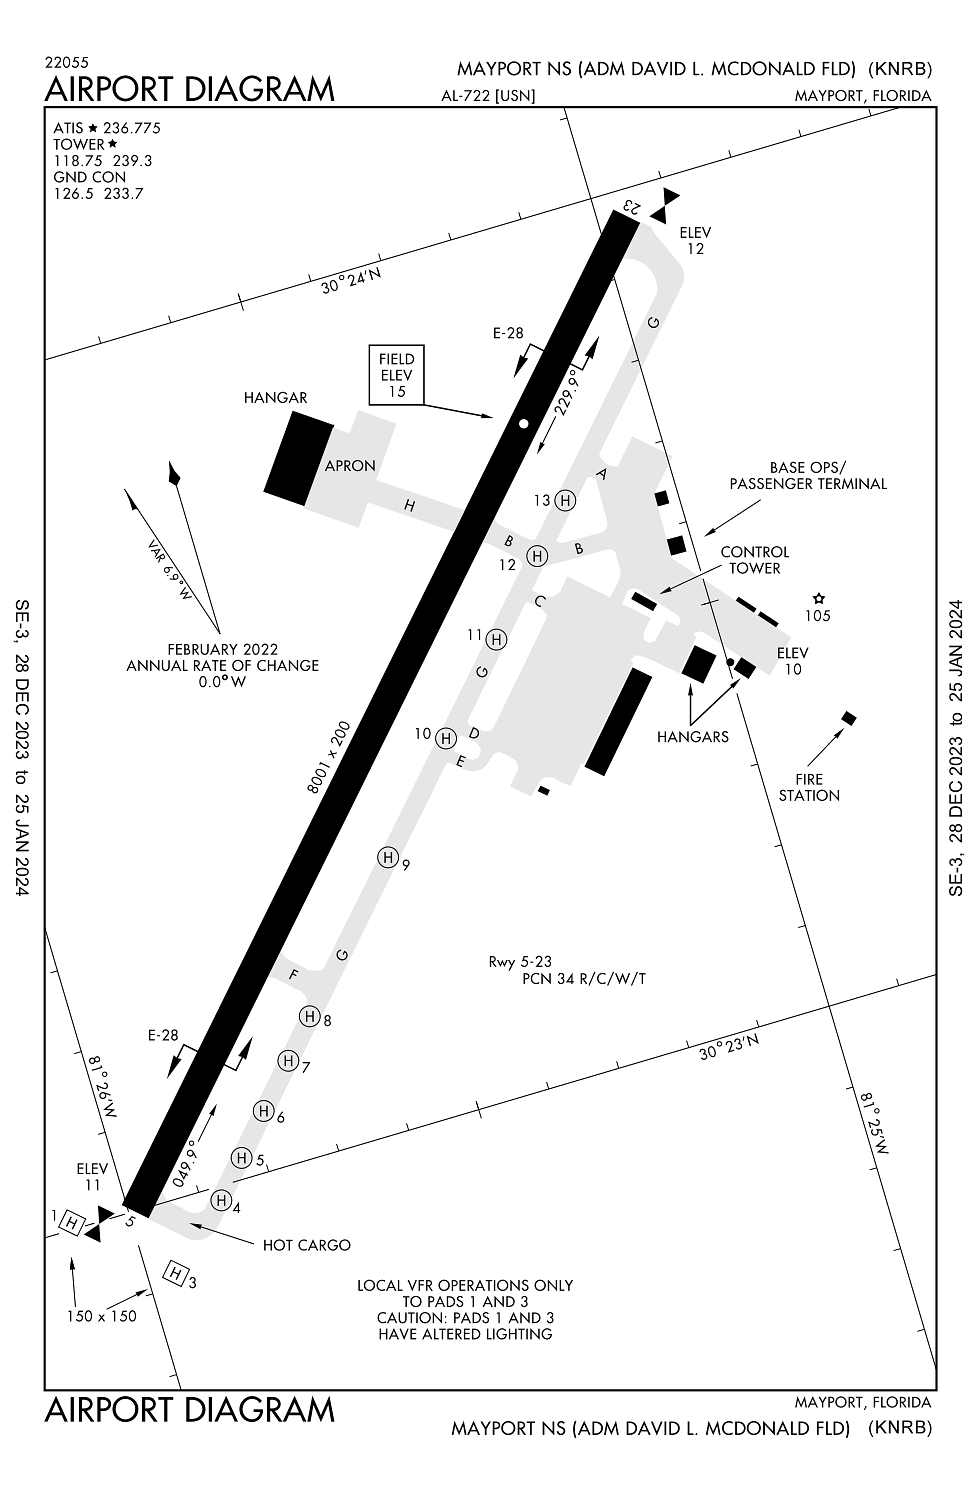 22055
AIRPORT DIAGRAM
MAYPORT NS (ADM DAVID L. MCDONALD FLD) (KNRB)
AL-722 [USN]
MAYPORT, FLORIDA
ATIS ★ 236.775
TOWER ★
118.75 239.3
GND CON
126.5 233.7
23
ELEV
12
30°24'N
G
E-28
FIELD
ELEV
15
229.9°
HANGAR
APRON
H
A
13 H
BASE OPS/
PASSENGER TERMINAL
B
B
12 H
CONTROL
TOWER
VAR 6.9° W
C
105
11 H
FEBRUARY 2022
ANNUAL RATE OF CHANGE
0.0° W
ELEV
10
G
HANGARS
10 H
D
E
8001 x 200
FIRE
STATION
SE-3, 28 DEC 2023 to 25 JAN 2024
SE-3, 28 DEC 2023 to 25 JAN 2024
H 9
G
F
Rwy 5-23
PCN 34 R/C/W/T
H 8
E-28
30°23'N
H 7
81° 26'W
H 6
81° 25'W
049.9°
H 5
ELEV
11
H 4
1 H
5
HOT CARGO
H 3
150 x 150
LOCAL VFR OPERATIONS ONLY
TO PADS 1 AND 3
CAUTION: PADS 1 AND 3
HAVE ALTERED LIGHTING
AIRPORT DIAGRAM
MAYPORT, FLORIDA
MAYPORT NS (ADM DAVID L. MCDONALD FLD) (KNRB)